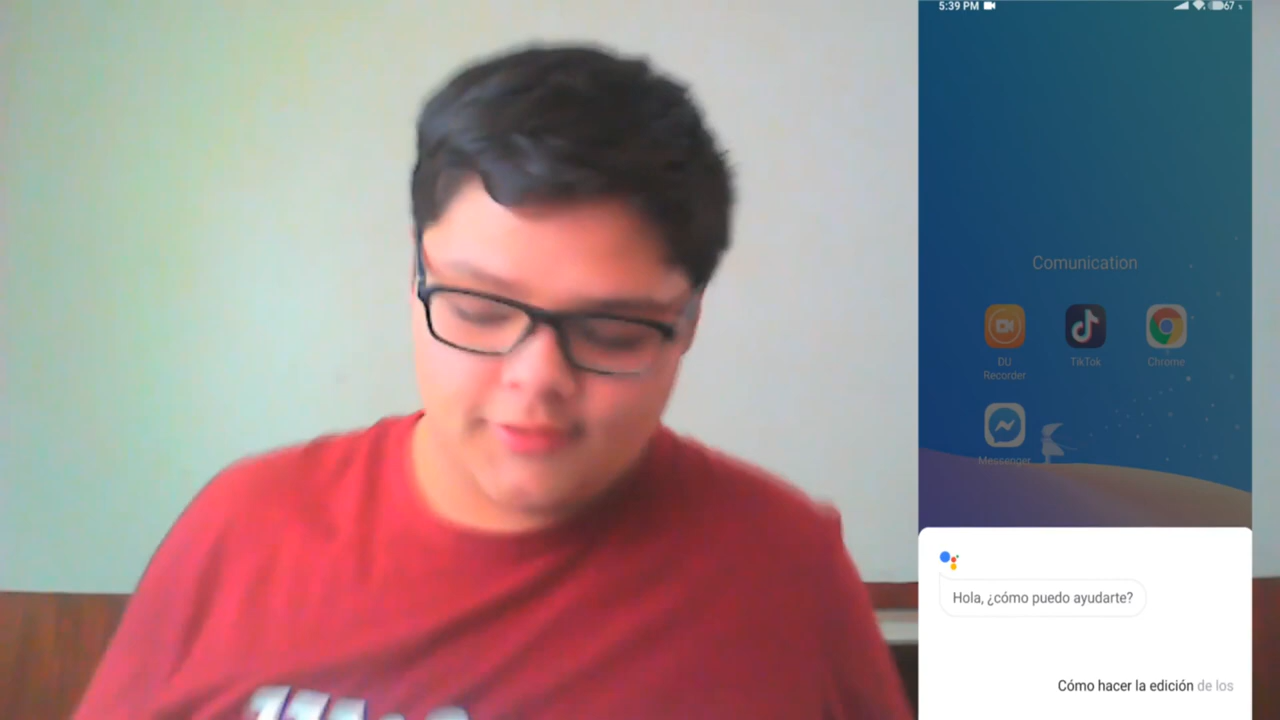 5:39 PM
67
Comunication
DU
Recorder
TikTok
Chrome
Messenger
Hola, ¿cómo puedo ayudarte?
Cómo hacer la edición de los